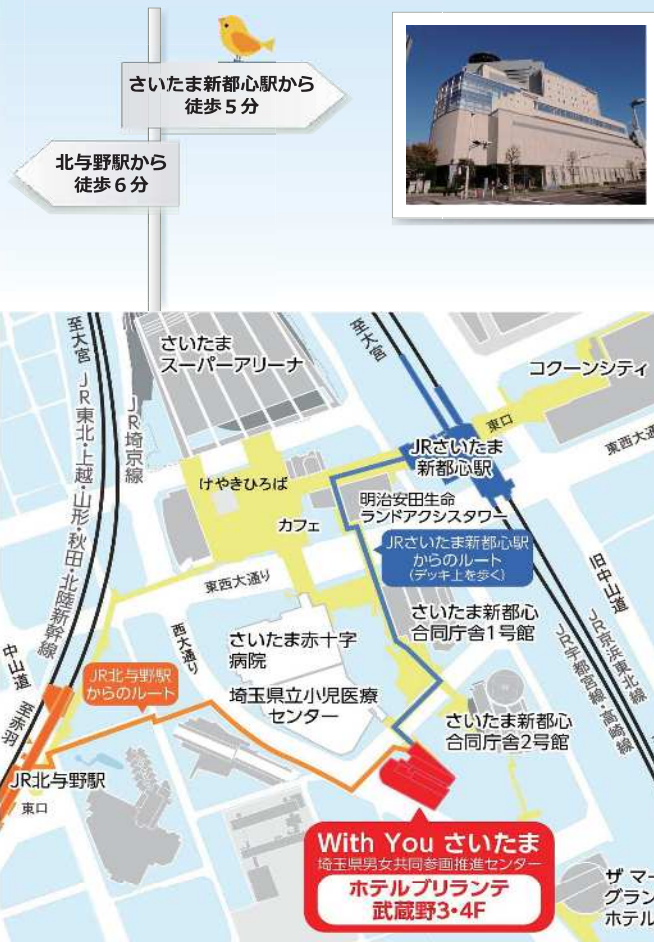 さいたま新都心駅から
徒歩5分
北与野駅から
徒歩6分
至大宮
JR東北・上越・山形・秋田・北陸新幹線
JR埼京線
さいたま
スーパーアリーナ
至大宮
コクーンシティ
東口
JRさいたま
新都心駅
東西大通
けやきひろば
明治安田生命
ランドアクシスタワー
カフェ
JRさいたま新都心駅
からのルート
(デッキ上を歩く)
東西大通り
旧中山道
西大通り
さいたま赤十字
病院
さいたま新都心
合同庁舎1号館
JR京浜東北線
JR宇都宮線・高崎線
中山道
至赤羽
JR北与野駅
からのルート
埼玉県立小児医療
センター
さいたま新都心
合同庁舎2号館
JR北与野駅
東口
With You さいたま
埼玉県男女共同参画推進センター
ホテルブリランテ
武蔵野3・4F
ザ マー
グラン
ホテル